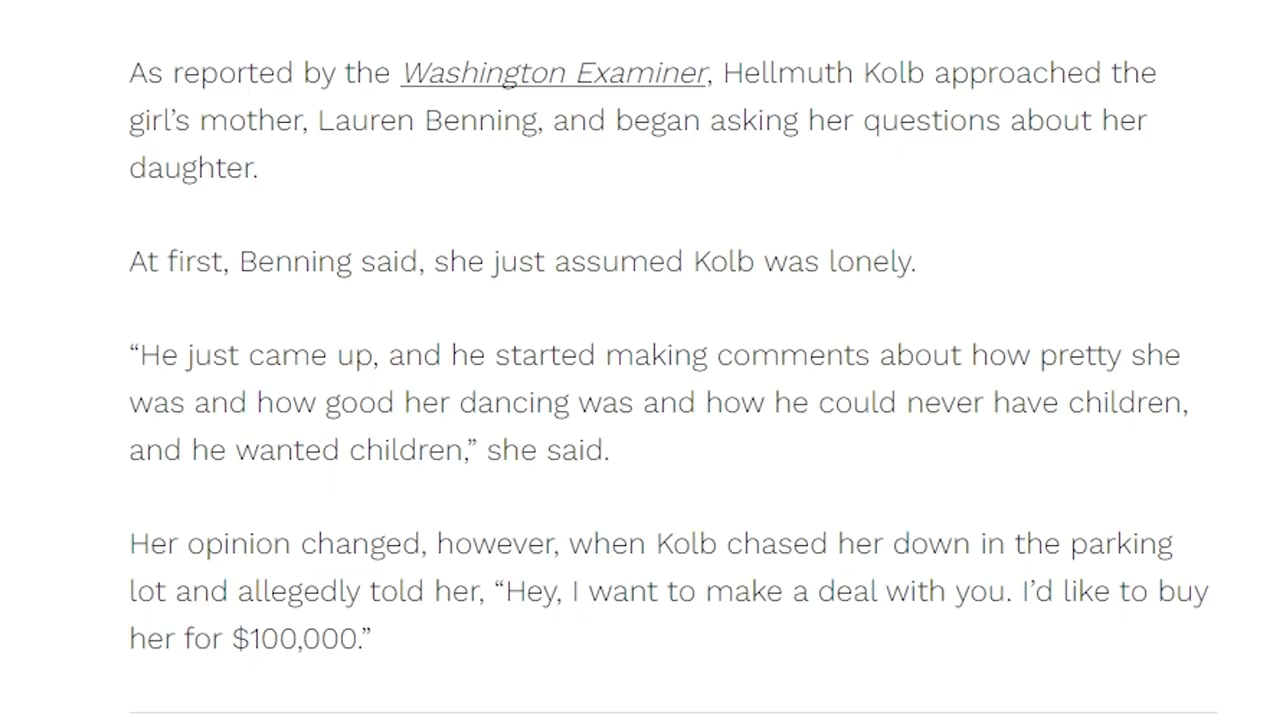 As reported by the Washington Examiner, Hellmuth Kolb approached the
girl’s mother, Lauren Benning, and began asking her questions about her
daughter.
At first, Benning said, she just assumed Kolb was lonely.
“He just came up, and he started making comments about how pretty she
was and how good her dancing was and how he could never have children,
and he wanted children,” she said.
Her opinion changed, however, when Kolb chased her down in the parking
lot and allegedly told her, “Hey, I want to make a deal with you. I’d like to buy
her for $100,000.”